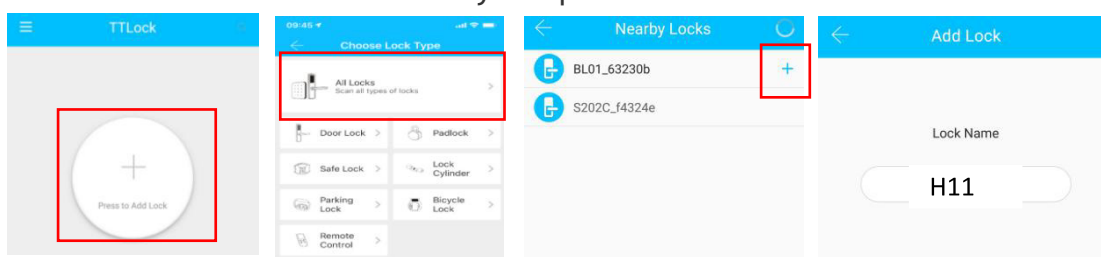 TTLock
Press to Add Lock
09:45
Choose Lock Type
All Locks
Scan all types of locks
Door Lock
Padlock
Safe Lock
Lock
Cylinder
Parking
Lock
Bicycle
Lock
Remote
Control
Nearby Locks
BL01_63230b
S202C_f4324e
Add Lock
Lock Name
H11